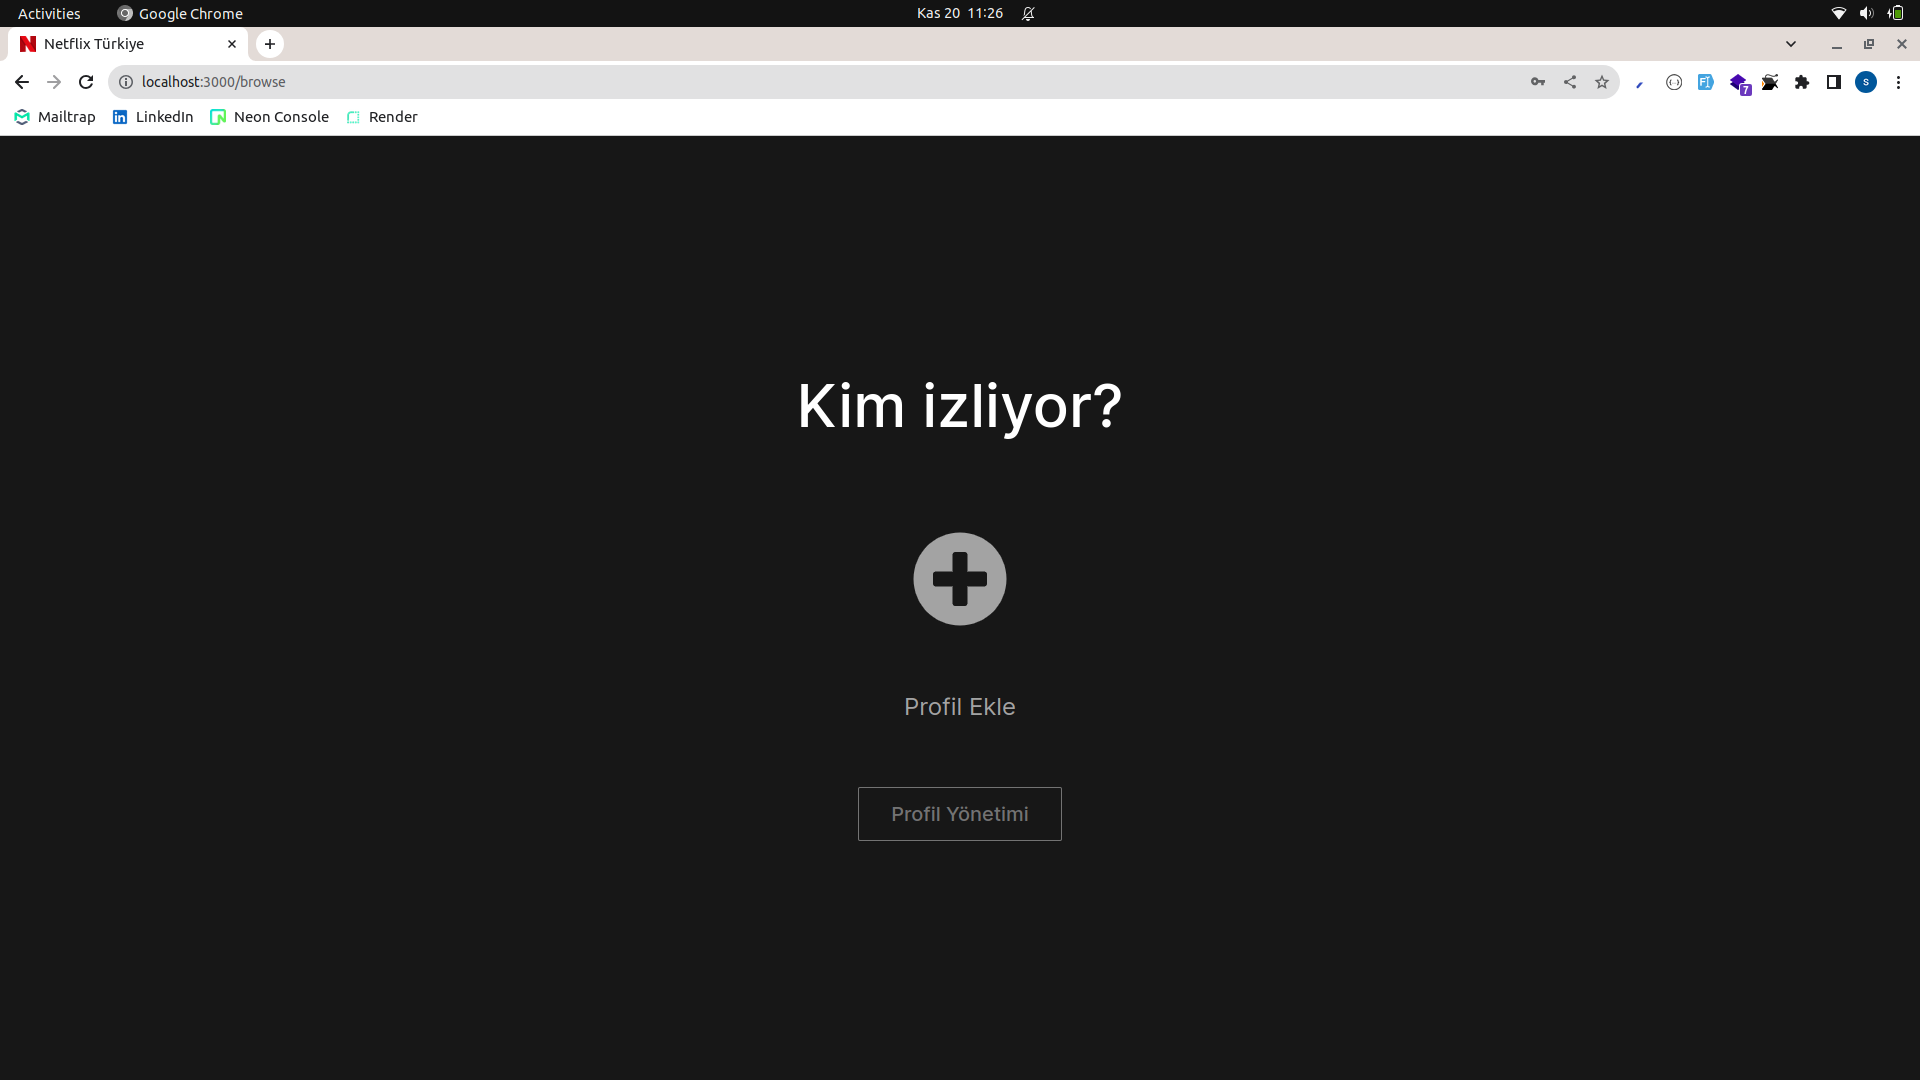 Activities Google Chrome Kas 20 11:26
Netflix Türkiye
localhost:3000/browse 7 S
Mailtrap LinkedIn Neon Console Render
Kim izliyor?
Profil Ekle
Profil Yönetimi